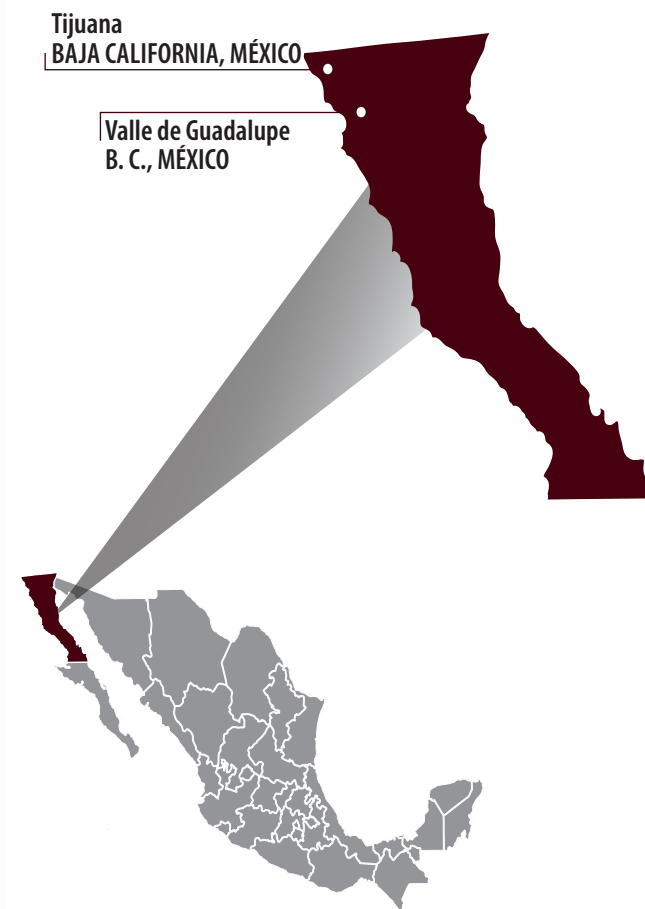 Tijuana
BAJA CALIFORNIA, MÉXICO
Valle de Guadalupe
B. C., MÉXICO